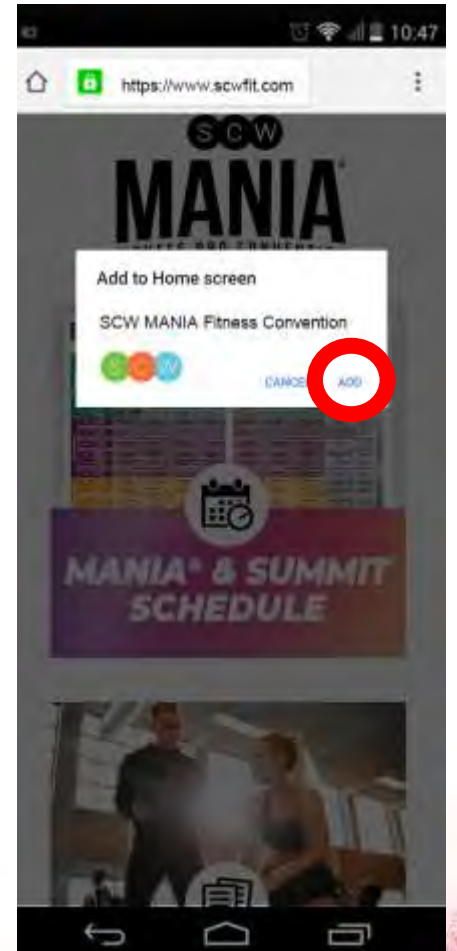 10:47
https://www.scwfit.com
SCW
MANIA®
Add to Home screen
SCW MANIA Fitness Convention
SCW
CANCEL ADD
MANIA® & SUMMIT
SCHEDULE